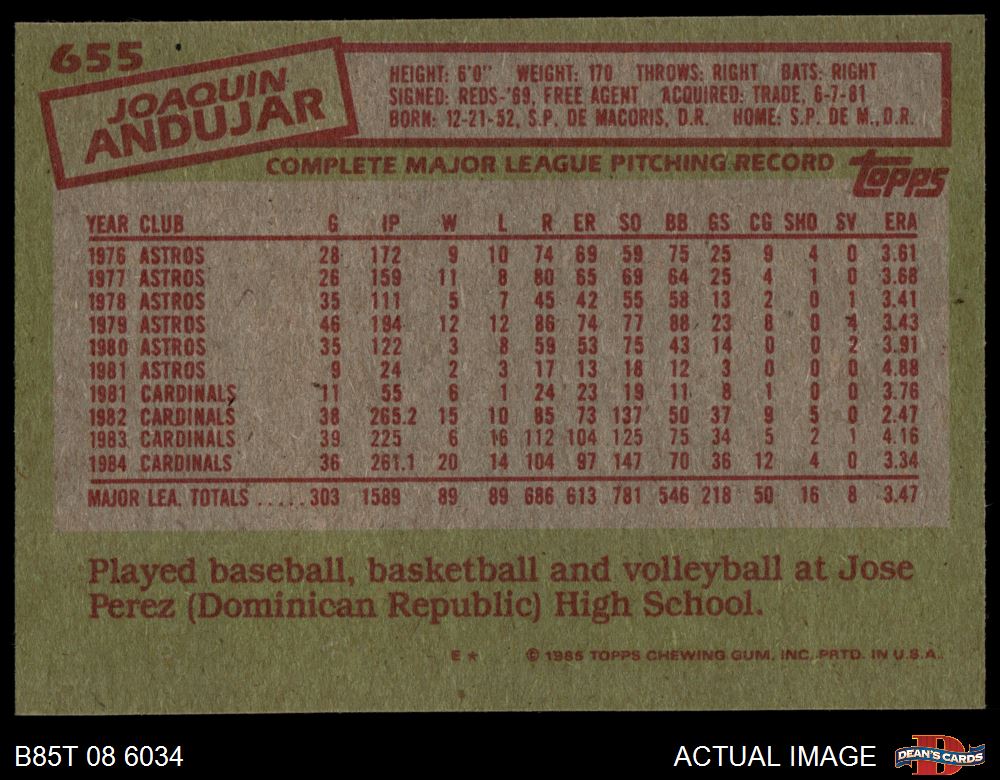 655
JOAQUIN
ANDUJAR
HEIGHT: 6'0" WEIGHT: 170 THROWS: RIGHT BATS: RIGHT
SIGNED: REDS-'69, FREE AGENT ACQUIRED: TRADE, 6-7-81
BORN: 12-21-52, S.P. DE MACORIS, D.R. HOME: S.P. DE M., D.R.
COMPLETE MAJOR LEAGUE PITCHING RECORD
Topps
YEAR CLUB G IP W L R ER SO BB GS CG SHO SV ERA
1976 ASTROS 28 172 9 10 74 69 59 75 25 9 4 0 3.61
1977 ASTROS 26 159 11 8 80 65 69 64 25 4 1 0 3.68
1978 ASTROS 35 111 5 7 45 42 55 58 13 2 0 1 3.41
1979 ASTROS 46 194 12 12 86 74 77 88 23 8 0 4 3.43
1980 ASTROS 35 122 3 8 59 53 75 43 14 0 0 2 3.91
1981 ASTROS 9 24 2 3 17 13 18 12 3 0 0 0 4.88
1981 CARDINALS 11 55 6 1 24 23 19 11 8 1 0 0 3.76
1982 CARDINALS 38 265.2 15 10 85 73 137 50 37 9 5 0 2.47
1983 CARDINALS 39 225 6 16 112 104 125 75 34 5 2 1 4.16
1984 CARDINALS 36 261.1 20 14 104 97 147 70 36 12 4 0 3.34
MAJOR LEA. TOTALS .....303 1589 89 89 686 613 781 546 218 50 16 8 3.47
Played baseball, basketball and volleyball at Jose
Perez (Dominican Republic) High School.
E* © 1985 TOPPS CHEWING GUM, INC. PRTD. IN U.S.A.
B85T 08 6034
ACTUAL IMAGE
D
DEAN'S CARDS